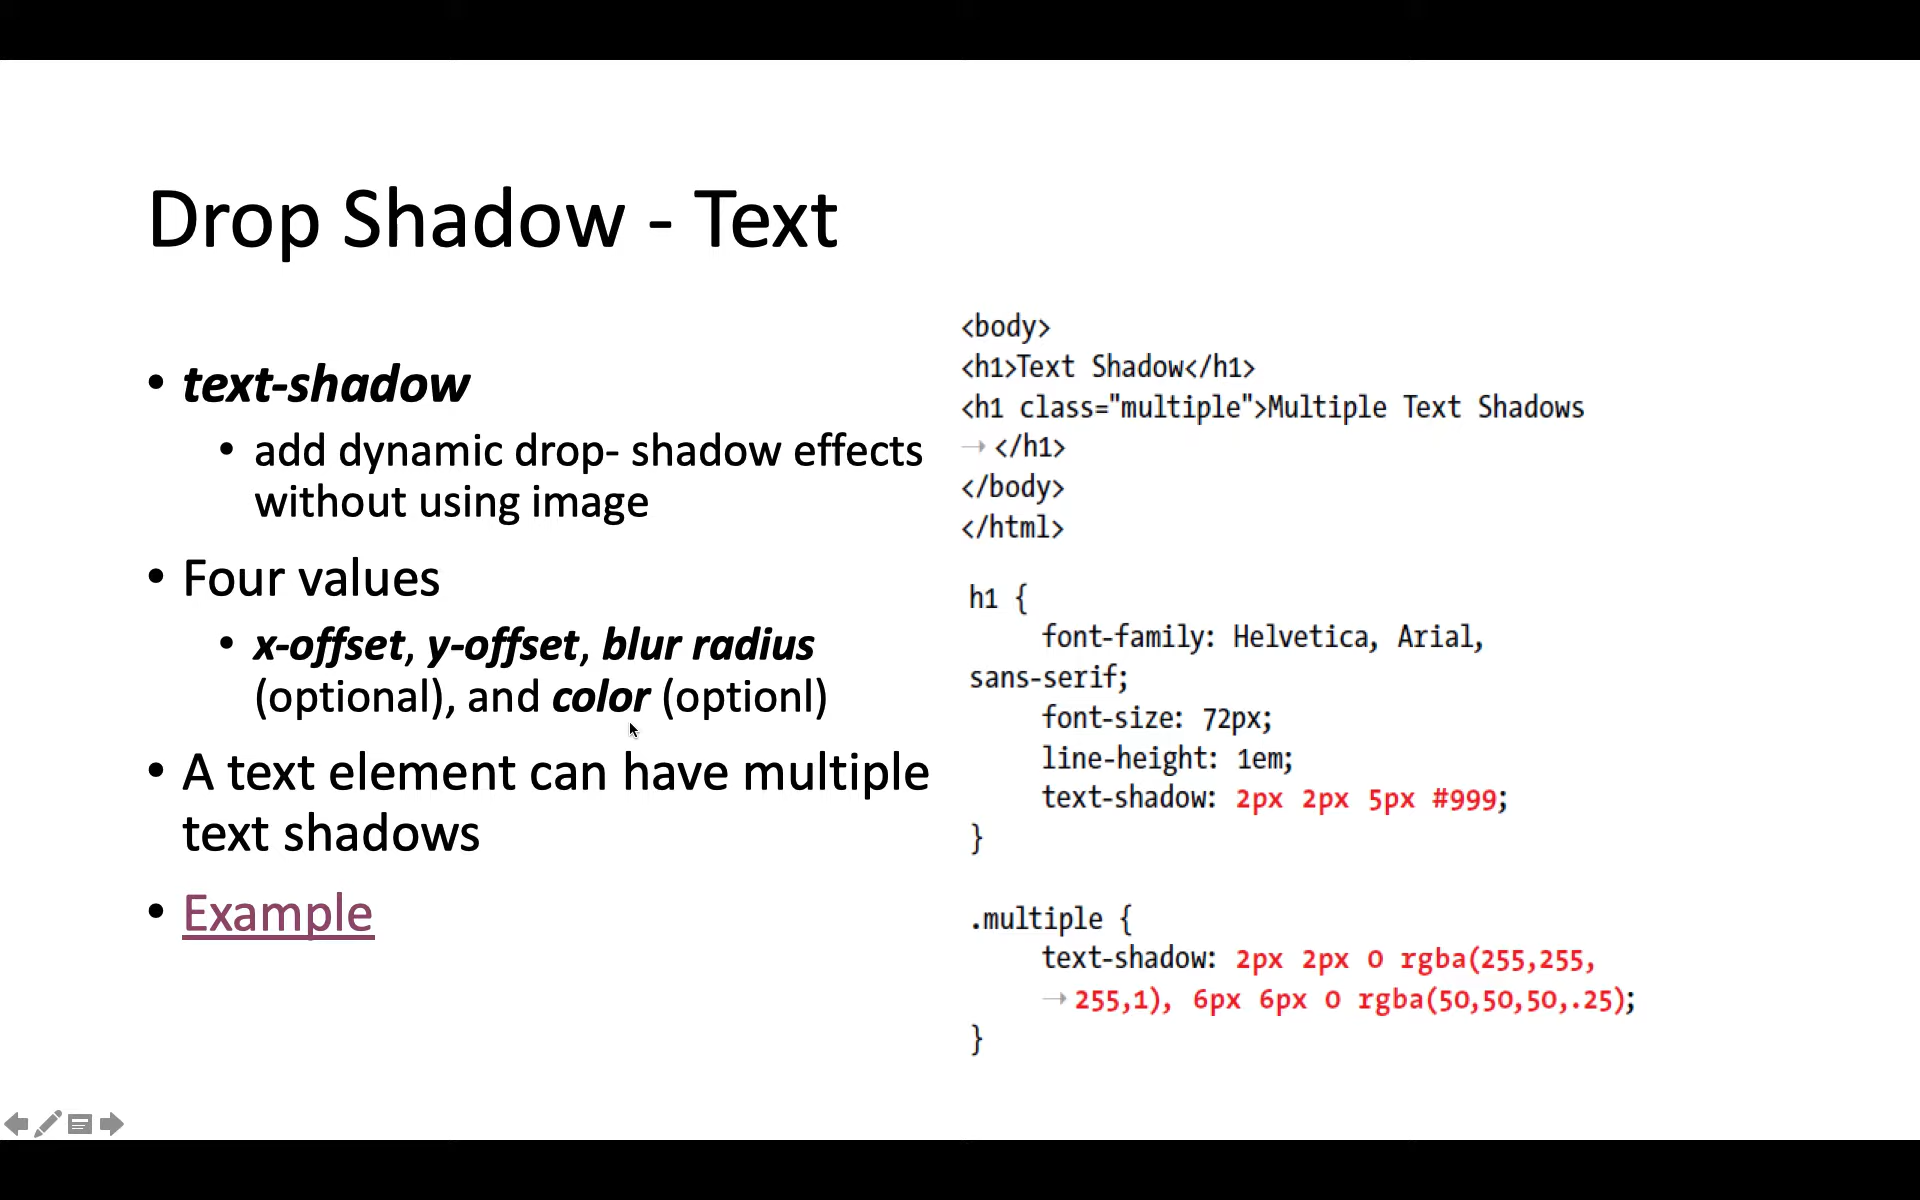 Drop Shadow - Text
• text-shadow
• add dynamic drop- shadow effects
without using image
• Four values
• x-offset, y-offset, blur radius
(optional), and color (optionl)
• A text element can have multiple
text shadows
• Example
<body>
<h1>Text Shadow</h1>
<h1 class="multiple">Multiple Text Shadows
→ </h1>
</body>
</html>
h1 {
font-family: Helvetica, Arial,
sans-serif;
font-size: 72px;
line-height: 1em;
text-shadow: 2px 2px 5px #999;
}
.multiple {
text-shadow: 2px 2px 0 rgba(255,255,
→ 255,1), 6px 6px 0 rgba(50,50,50,.25);
}